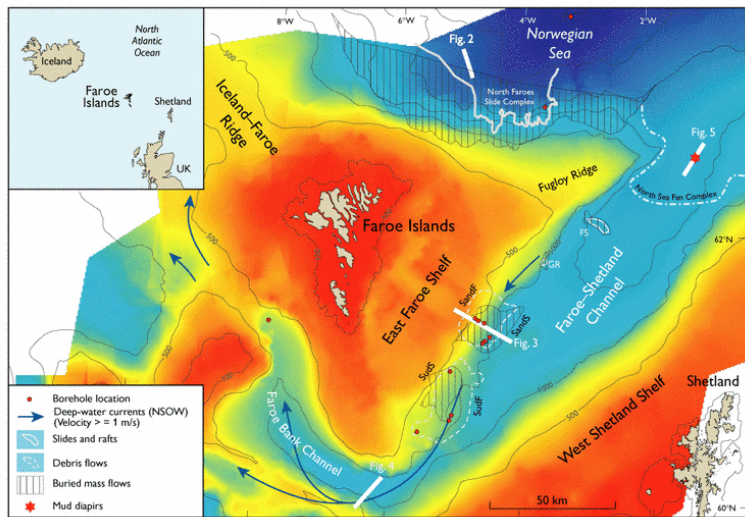 8°W
6°W
4°W
2°W
Iceland
North
Atlantic
Ocean
Faroe
Islands
Shetland
UK
Iceland–Faroe
Ridge
500
Fig. 2
Norwegian
Sea
North Faroes
Slide Complex
Fig. 5
North Sea Fan Complex
Fugloy Ridge
FS
62°N
Faroe Islands
500
500
1000
GR
East Faroe Shelf
SandF
SandS
Fig. 3
Faroe–Shetland
Channel
500
SudS
SudF
1000
500
Shetland
West Shetland Shelf
Faroe Bank
Channel
Fig. 4
Borehole location
Deep-water currents (NSOW)
(Velocity > = 1 m/s)
Slides and rafts
Debris flows
Buried mass flows
Mud diapirs
50 km
60°N